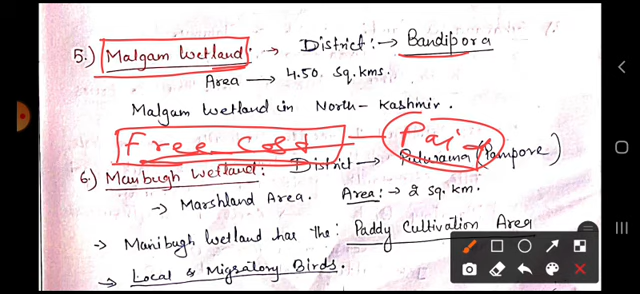 5.) Malgam Wetland :→ District :→ Bandipora
Area → 4.50 sq.kms.
Malgam Wetland in North-Kashmir.
Free Cost — Paid
6.) Manibugh Wetland: District → Pulwama (Pampore)
→ Marshland Area. Area :→ 2 sq.km.
→ Manibugh Wetland has the: Paddy Cultivation Area
→ Local & Migratory Birds.